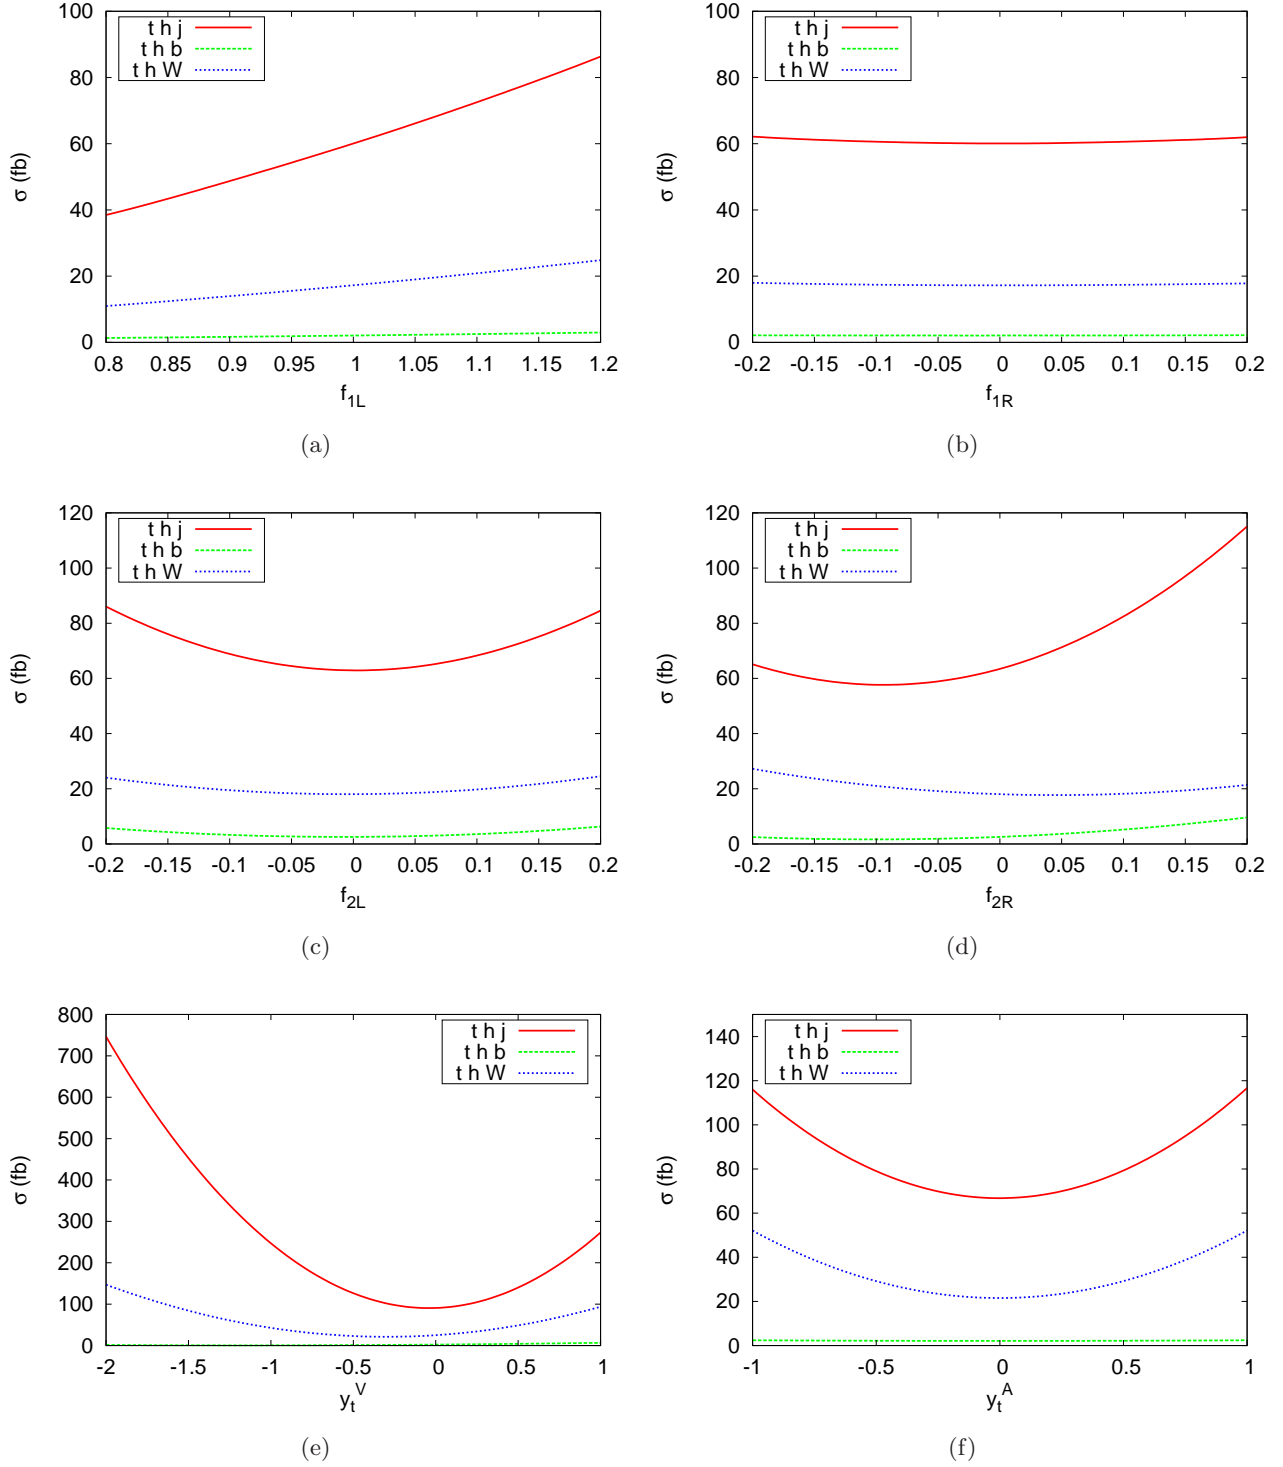 σ (fb)
100
80
60
40
20
0
t h j
t h b
t h W
0.8 0.85 0.9 0.95 1 1.05 1.1 1.15 1.2
f1L
(a)
σ (fb)
100
80
60
40
20
0
t h j
t h b
t h W
-0.2 -0.15 -0.1 -0.05 0 0.05 0.1 0.15 0.2
f1R
(b)
σ (fb)
120
100
80
60
40
20
0
t h j
t h b
t h W
-0.2 -0.15 -0.1 -0.05 0 0.05 0.1 0.15 0.2
f2L
(c)
σ (fb)
120
100
80
60
40
20
0
t h j
t h b
t h W
-0.2 -0.15 -0.1 -0.05 0 0.05 0.1 0.15 0.2
f2R
(d)
σ (fb)
800
700
600
500
400
300
200
100
0
t h j
t h b
t h W
-2 -1.5 -1 -0.5 0 0.5 1
ytV
(e)
σ (fb)
140
120
100
80
60
40
20
0
t h j
t h b
t h W
-1 -0.5 0 0.5 1
ytA
(f)